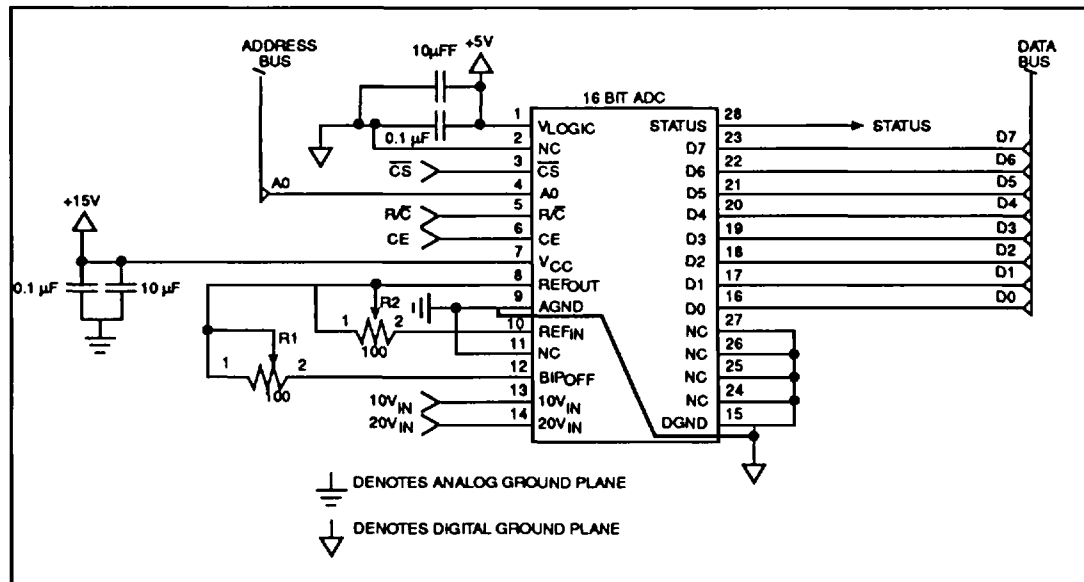 ADDRESS
BUS
10µFF
+5V
DATA
BUS
16 BIT ADC
1
VLOGIC
STATUS
28
STATUS
0.1 µF
2
NC
D7
23
D7
3
C̅S̅
C̅S̅
D6
22
D6
A0
4
A0
D5
21
D5
+15V
R/C̅
5
R/C̅
D4
20
D4
CE
6
CE
D3
19
D3
7
VCC
D2
18
D2
0.1 µF
10 µF
8
REFOUT
D1
17
D1
R2
9
AGND
D0
16
D0
1
2
100
10
REFIN
NC
27
R1
11
NC
NC
26
1
2
100
12
BIPOFF
NC
25
10VIN
13
10VIN
NC
24
20VIN
14
20VIN
DGND
15
DENOTES ANALOG GROUND PLANE
DENOTES DIGITAL GROUND PLANE